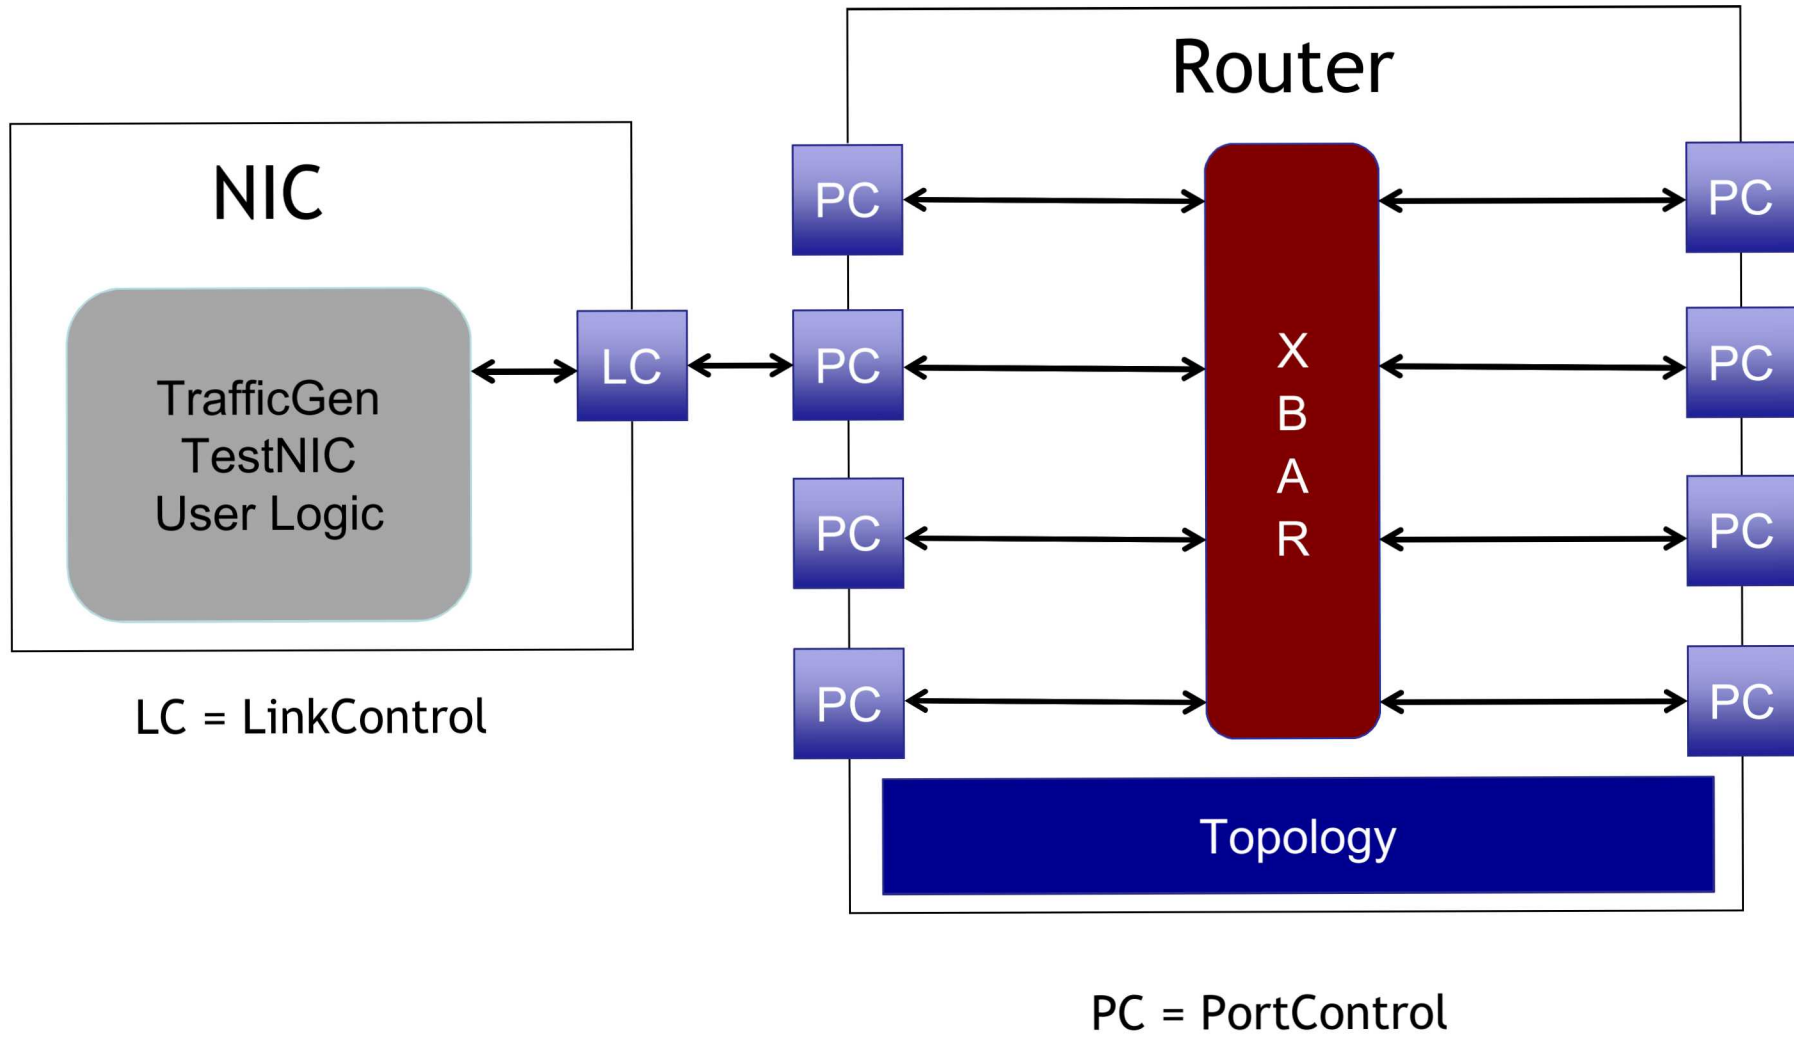 Router
NIC
PC
PC
PC
PC
LC
PC
PC
PC
PC
X
B
A
R
TrafficGen
TestNIC
User Logic
LC = LinkControl
Topology
PC = PortControl